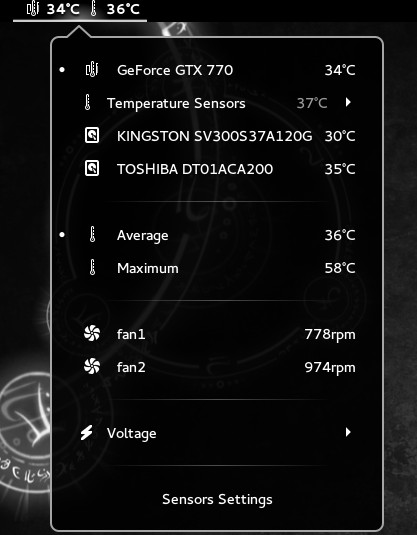 34°C 36°C
GeForce GTX 770 34°C
Temperature Sensors 37°C
KINGSTON SV300S37A120G 30°C
TOSHIBA DT01ACA200 35°C
Average 36°C
Maximum 58°C
fan1 778rpm
fan2 974rpm
Voltage
Sensors Settings